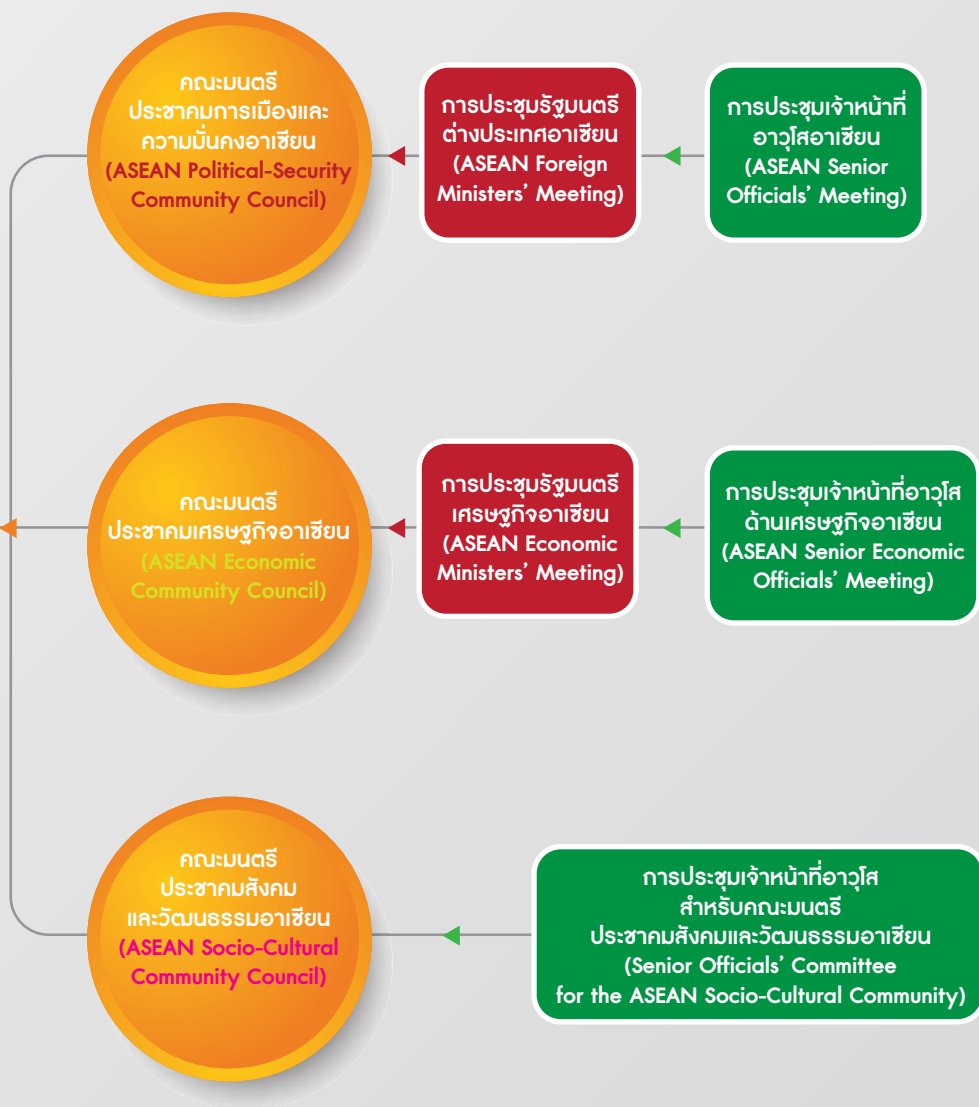 คณะมนตรี
ประชาคมการเมืองและ
ความมั่นคงอาเซียน
(ASEAN Political-Security
Community Council)
การประชุมรัฐมนตรี
ต่างประเทศอาเซียน
(ASEAN Foreign
Ministers’ Meeting)
การประชุมเจ้าหน้าที่
อาวุโสอาเซียน
(ASEAN Senior
Officials’ Meeting)
คณะมนตรี
ประชาคมเศรษฐกิจอาเซียน
(ASEAN Economic
Community Council)
การประชุมรัฐมนตรี
เศรษฐกิจอาเซียน
(ASEAN Economic
Ministers’ Meeting)
การประชุมเจ้าหน้าที่อาวุโส
ด้านเศรษฐกิจอาเซียน
(ASEAN Senior Economic
Officials’ Meeting)
คณะมนตรี
ประชาคมสังคม
และวัฒนธรรมอาเซียน
(ASEAN Socio-Cultural
Community Council)
การประชุมเจ้าหน้าที่อาวุโส
สำหรับคณะมนตรี
ประชาคมสังคมและวัฒนธรรมอาเซียน
(Senior Officials’ Committee
for the ASEAN Socio-Cultural Community)